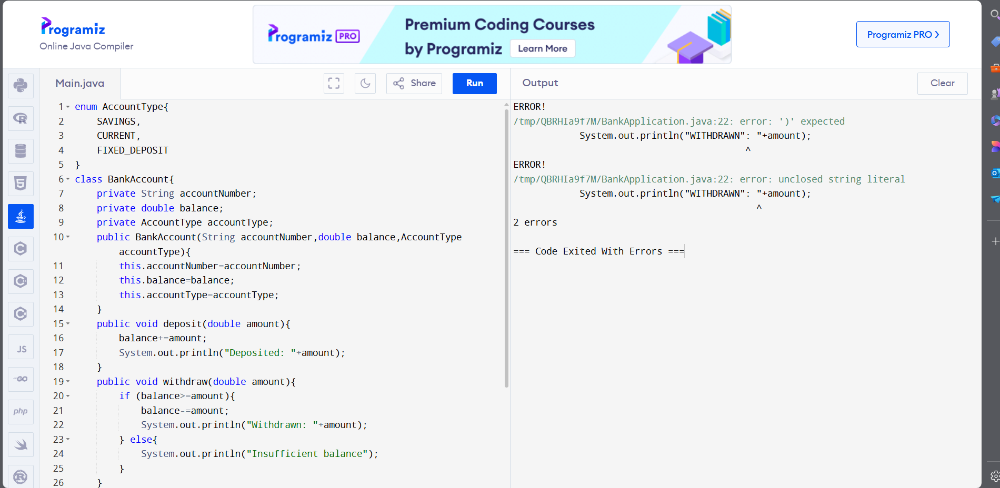 Programiz
Online Java Compiler
Programiz PRO
Premium Coding Courses
by Programiz
Learn More
Programiz PRO >
Main.java
Share
Run
Output
Clear
1 enum AccountType{
2     SAVINGS,
3     CURRENT,
4     FIXED_DEPOSIT
5 }
6 class BankAccount{
7     private String accountNumber;
8     private double balance;
9     private AccountType accountType;
10     public BankAccount(String accountNumber,double balance,AccountType
        accountType){
11         this.accountNumber=accountNumber;
12         this.balance=balance;
13         this.accountType=accountType;
14     }
15     public void deposit(double amount){
16         balance+=amount;
17         System.out.println("Deposited: "+amount);
18     }
19     public void withdraw(double amount){
20         if (balance>=amount){
21             balance-=amount;
22             System.out.println("Withdrawn: "+amount);
23         } else{
24             System.out.println("Insufficient balance");
25         }
26     }
ERROR!
/tmp/QBRHIa9f7M/BankApplication.java:22: error: ')' expected
            System.out.println("WITHDRAWN": "+amount);
                                          ^
ERROR!
/tmp/QBRHIa9f7M/BankApplication.java:22: error: unclosed string literal
            System.out.println("WITHDRAWN": "+amount);
                                            ^
2 errors
=== Code Exited With Errors ===
R
5
C
C
C
JS
GO
php
R